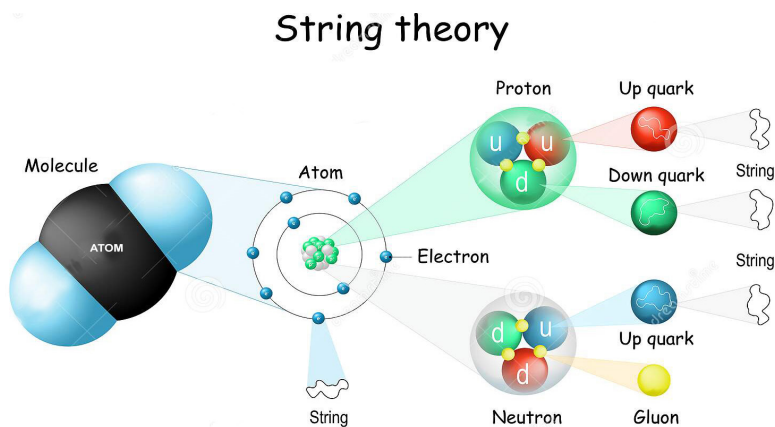 String theory
Proton
Up quark
Molecule
Atom
u
u
d
Down quark
String
ATOM
Electron
String
d
u
d
Up quark
String
Neutron
Gluon